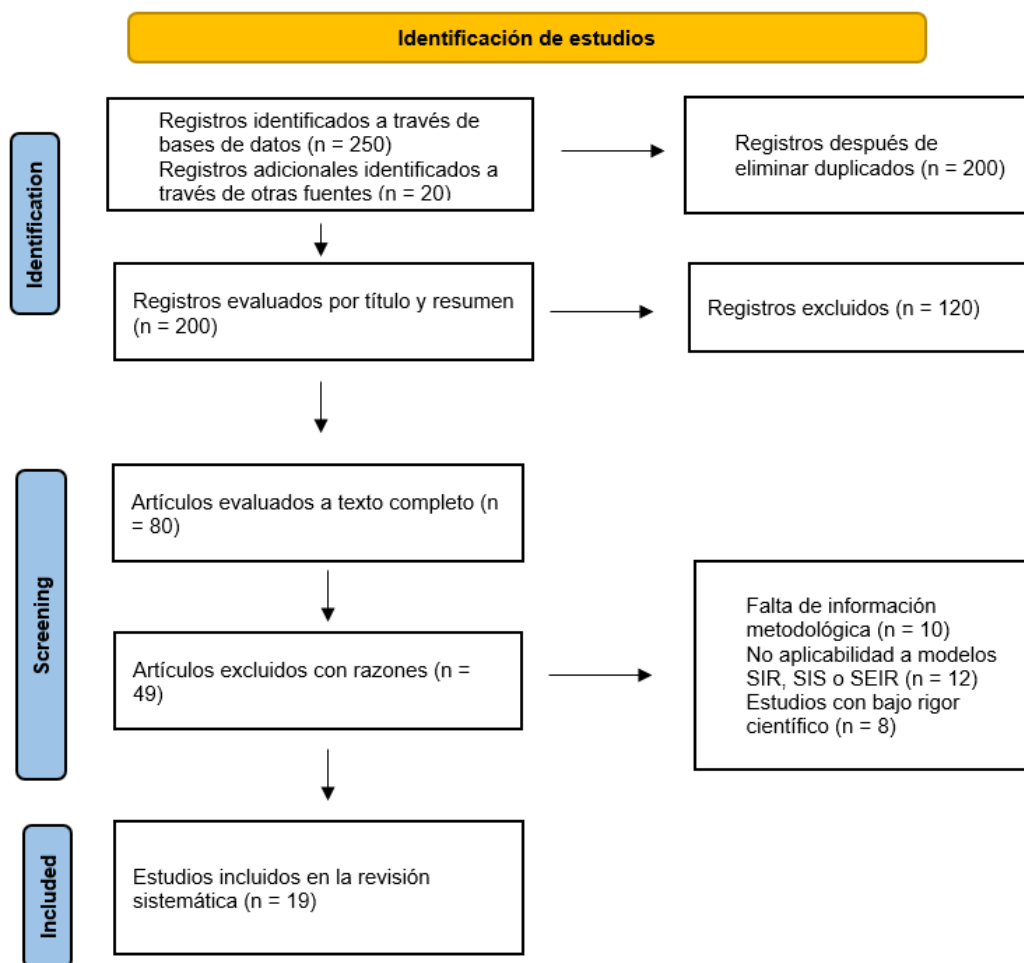 Identificación de estudios
Identification
Registros identificados a través de
bases de datos (n = 250)
Registros adicionales identificados a
través de otras fuentes (n = 20)
Registros después de
eliminar duplicados (n = 200)
Registros evaluados por título y resumen
(n = 200)
Registros excluidos (n = 120)
Screening
Artículos evaluados a texto completo (n
= 80)
Artículos excluidos con razones (n =
49)
Falta de información
metodológica (n = 10)
No aplicabilidad a modelos
SIR, SIS o SEIR (n = 12)
Estudios con bajo rigor
científico (n = 8)
Included
Estudios incluidos en la revisión
sistemática (n = 19)